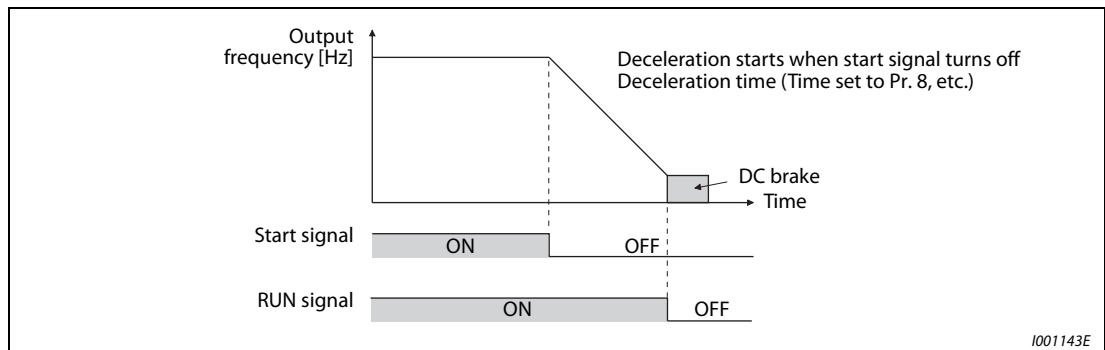 Output
frequency [Hz]
Deceleration starts when start signal turns off
Deceleration time (Time set to Pr. 8, etc.)
DC brake
Time
Start signal
ON
OFF
RUN signal
ON
OFF
I001143E